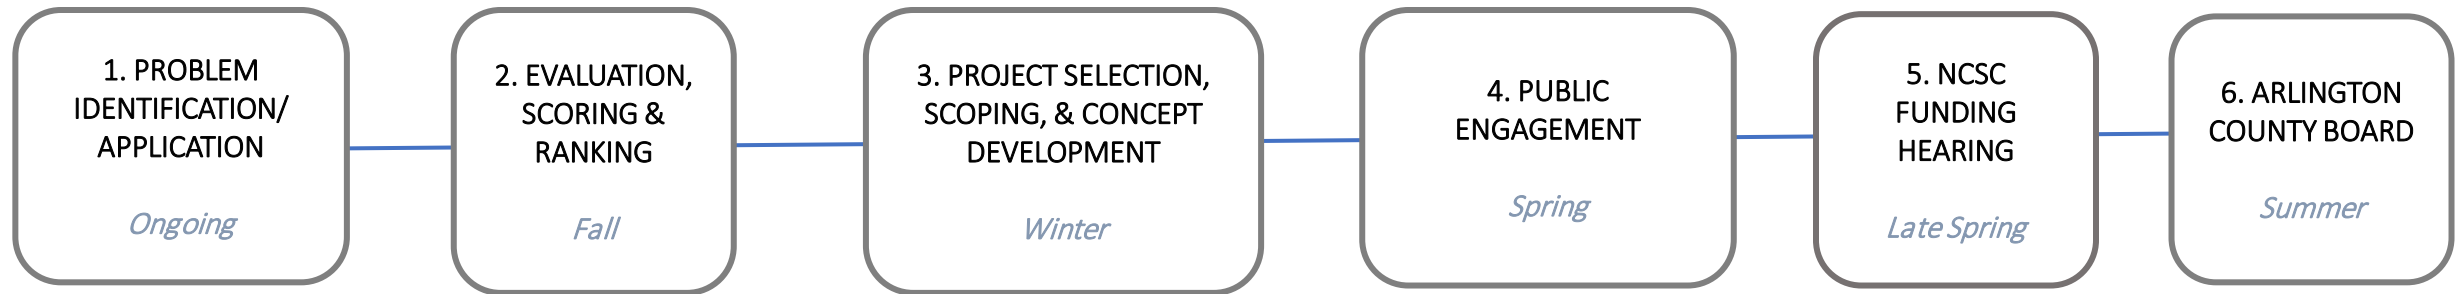 1. PROBLEM
IDENTIFICATION/
APPLICATION
Ongoing
2. EVALUATION,
SCORING &
RANKING
Fall
3. PROJECT SELECTION,
SCOPING, & CONCEPT
DEVELOPMENT
Winter
4. PUBLIC
ENGAGEMENT
Spring
5. NCSC
FUNDING
HEARING
Late Spring
6. ARLINGTON
COUNTY BOARD
Summer